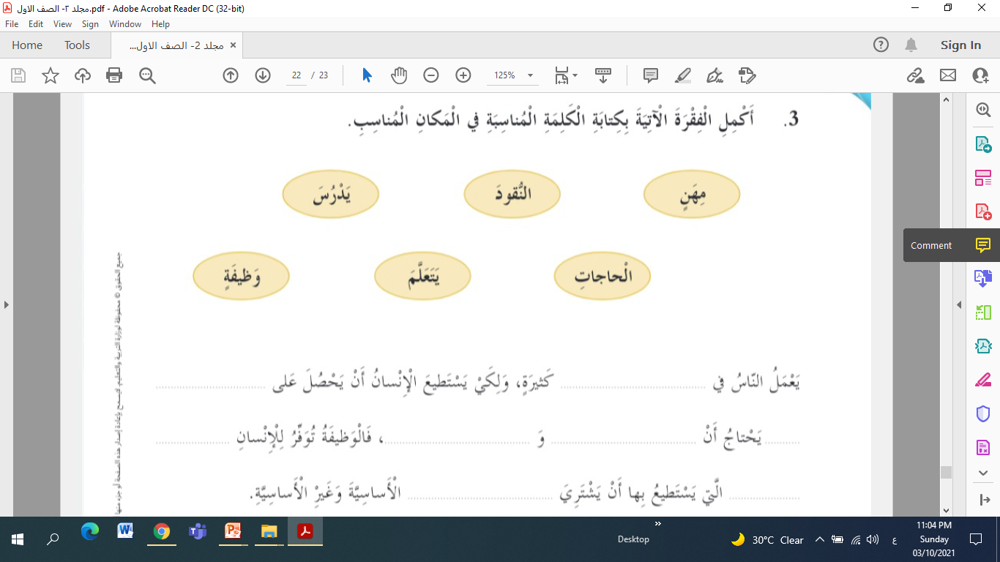 مجلد ٢- الصف الاول.pdf - Adobe Acrobat Reader DC (32-bit)
File Edit View Sign Window Help
Home Tools مجلد 2- الصف الاول... × Sign In
22 / 23 125%
3. أَكْمِلِ الْفِقْرَةَ الْآتِيَةَ بِكِتابَةِ الْكَلِمَةِ الْمُناسِبَةِ في الْمَكانِ الْمُناسِبِ.
مِهَنٍ النُّقودَ يَدْرُسَ
Comment
الْحاجاتِ يَتَعَلَّمَ وَظيفَةٍ
جميع الحقوق © محفوظة لوزارة التربية والتعليم. لا يسمح بإعادة إصدار هذه الصفحة أو جزء منها
يَعْمَلُ النّاسُ في ........ كَثيرَةٍ، وَلِكَيْ يَسْتَطيعَ الْإِنْسانُ أَنْ يَحْصُلَ عَلى ........
........ يَحْتاجُ أَنْ ........ وَ ........، فَالْوَظيفَةُ تُوَفِّرُ لِلْإِنْسانِ ........
........ الَّتي يَسْتَطيعُ بِها أَنْ يَشْتَرِيَ ........ الْأَساسِيَّةَ وَغَيْرَ الْأَساسِيَّةِ.
Desktop » 30°C Clear ع 11:04 PM
Sunday
03/10/2021